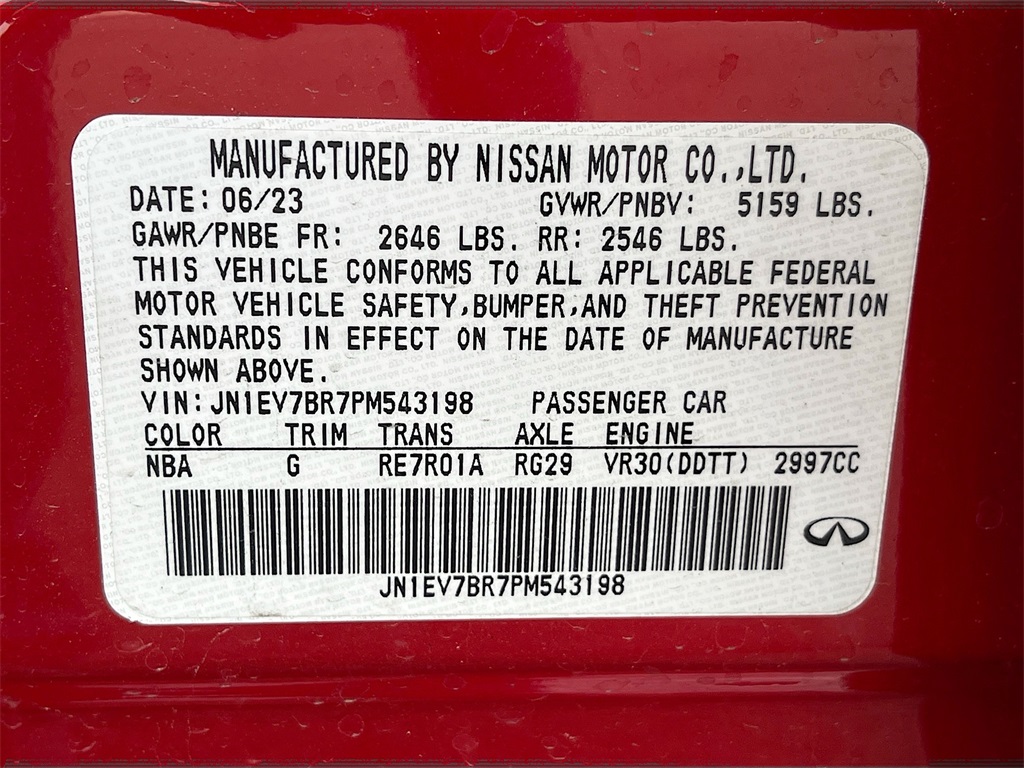 MANUFACTURED BY NISSAN MOTOR CO.,LTD.
DATE: 06/23 GVWR/PNBV: 5159 LBS.
GAWR/PNBE FR: 2646 LBS. RR: 2546 LBS.
THIS VEHICLE CONFORMS TO ALL APPLICABLE FEDERAL
MOTOR VEHICLE SAFETY,BUMPER,AND THEFT PREVENTION
STANDARDS IN EFFECT ON THE DATE OF MANUFACTURE
SHOWN ABOVE.
VIN: JN1EV7BR7PM543198 PASSENGER CAR
COLOR TRIM TRANS AXLE ENGINE
NBA G RE7R01A RG29 VR30(DDTT) 2997CC
JN1EV7BR7PM543198